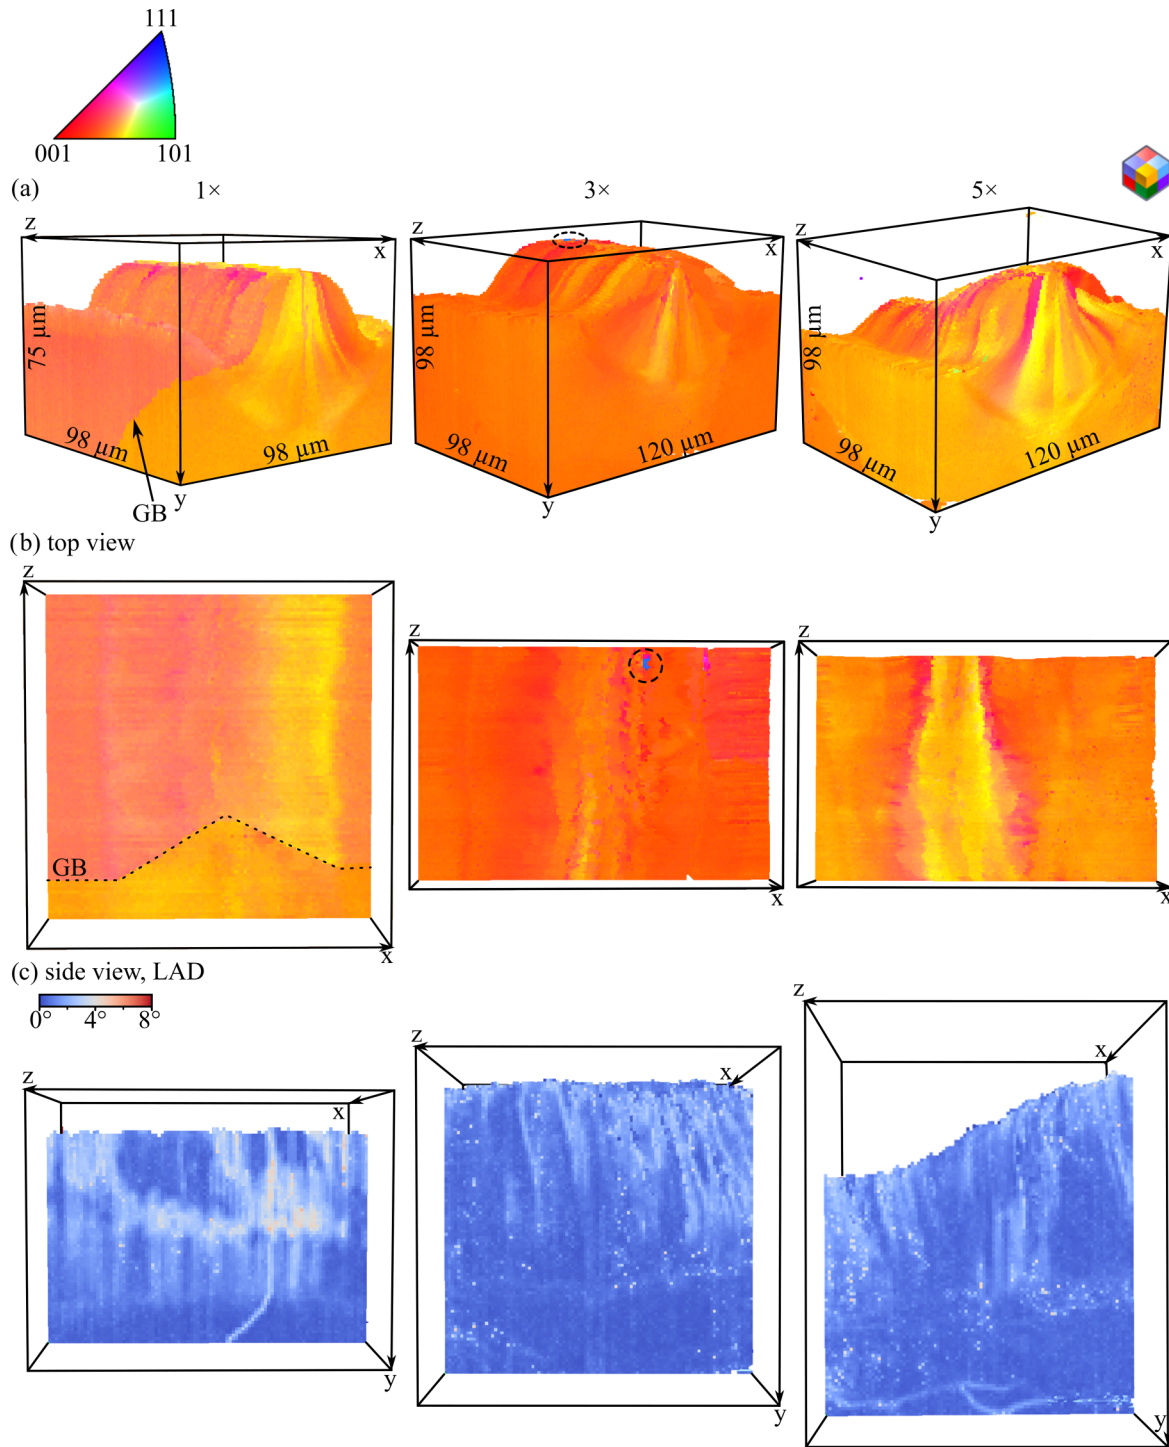 111
001 101
(a) 1× 3× 5×
z x z x z x
75 µm 98 µm 98 µm
98 µm 98 µm 98 µm 120 µm 98 µm 120 µm
y y y
GB
(b) top view
z z z
GB
x x x
(c) side view, LAD
0° 4° 8°
z x z x z x
y y y